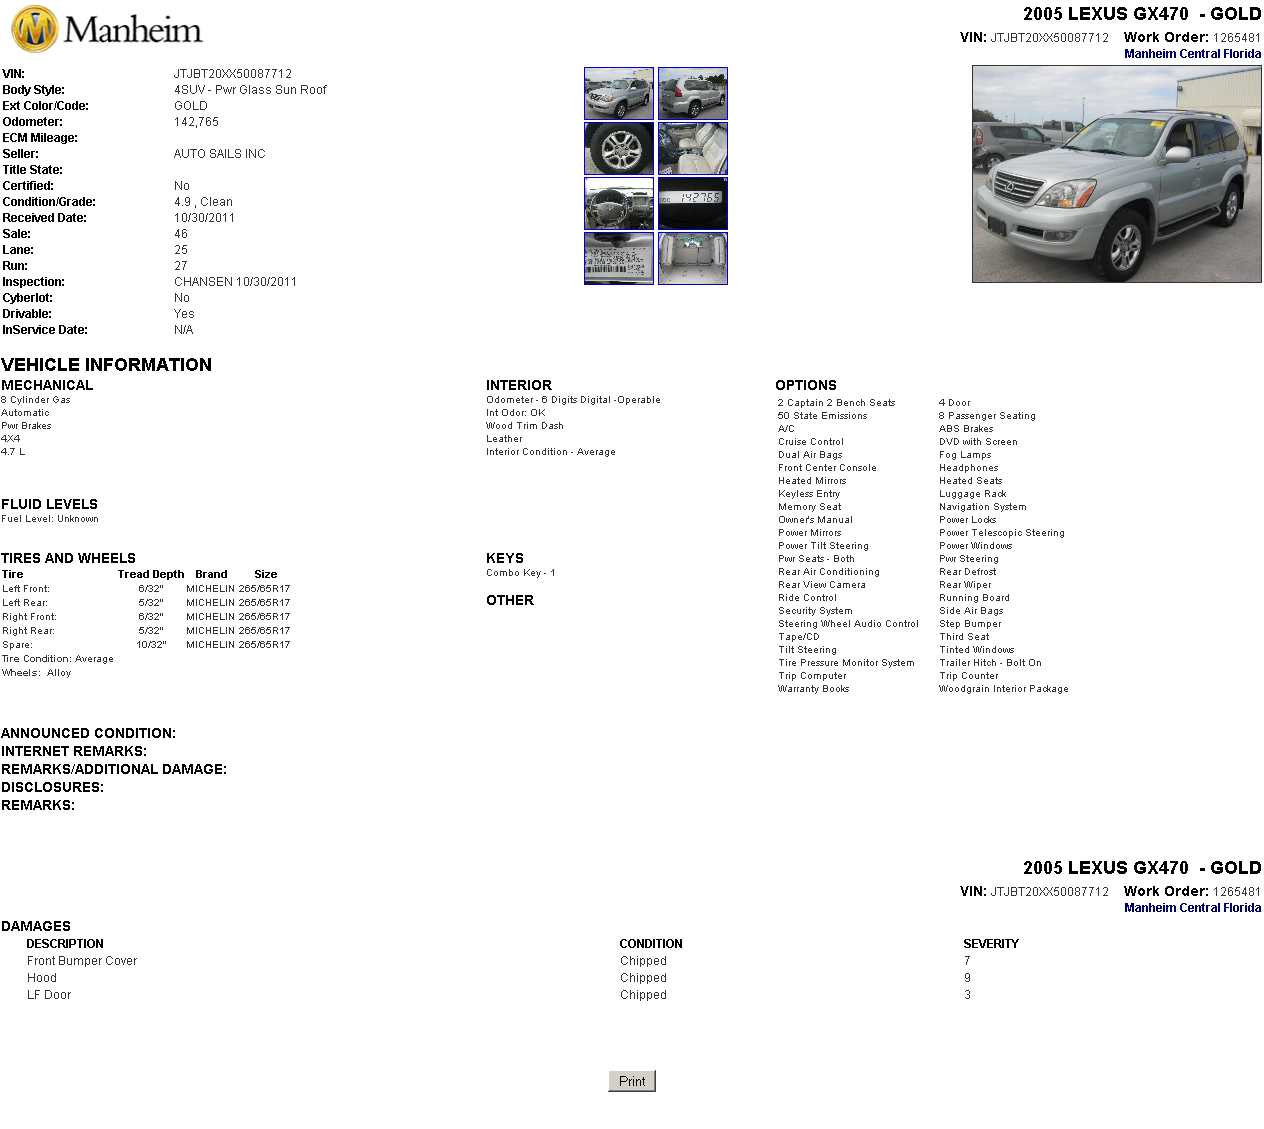 Manheim
2005 LEXUS GX470 - GOLD
VIN: JTJBT20XX50087712 Work Order: 1265481
Manheim Central Florida
VIN: JTJBT20XX50087712
Body Style: 4SUV - Pwr Glass Sun Roof
Ext Color/Code: GOLD
Odometer: 142,765
ECM Mileage:
Seller: AUTO SAILS INC
Title State:
Certified: No
Condition/Grade: 4.9 , Clean
Received Date: 10/30/2011
Sale: 46
Lane: 25
Run: 27
Inspection: CHANSEN 10/30/2011
Cyberlot: No
Drivable: Yes
InService Date: N/A
142765
VEHICLE INFORMATION
MECHANICAL
8 Cylinder Gas
Automatic
Pwr Brakes
4X4
4.7 L
FLUID LEVELS
Fuel Level: Unknown
TIRES AND WHEELS
Tire Tread Depth Brand Size
Left Front: 6/32" MICHELIN 265/65R17
Left Rear: 5/32" MICHELIN 265/65R17
Right Front: 6/32" MICHELIN 265/65R17
Right Rear: 5/32" MICHELIN 265/65R17
Spare: 10/32" MICHELIN 265/65R17
Tire Condition: Average
Wheels: Alloy
INTERIOR
Odometer - 6 Digits Digital -Operable
Int Odor: OK
Wood Trim Dash
Leather
Interior Condition - Average
KEYS
Combo Key - 1
OTHER
OPTIONS
2 Captain 2 Bench Seats 4 Door
50 State Emissions 8 Passenger Seating
A/C ABS Brakes
Cruise Control DVD with Screen
Dual Air Bags Fog Lamps
Front Center Console Headphones
Heated Mirrors Heated Seats
Keyless Entry Luggage Rack
Memory Seat Navigation System
Owner's Manual Power Locks
Power Mirrors Power Telescopic Steering
Power Tilt Steering Power Windows
Pwr Seats - Both Pwr Steering
Rear Air Conditioning Rear Defrost
Rear View Camera Rear Wiper
Ride Control Running Board
Security System Side Air Bags
Steering Wheel Audio Control Step Bumper
Tape/CD Third Seat
Tilt Steering Tinted Windows
Tire Pressure Monitor System Trailer Hitch - Bolt On
Trip Computer Trip Counter
Warranty Books Woodgrain Interior Package
ANNOUNCED CONDITION:
INTERNET REMARKS:
REMARKS/ADDITIONAL DAMAGE:
DISCLOSURES:
REMARKS:
2005 LEXUS GX470 - GOLD
VIN: JTJBT20XX50087712 Work Order: 1265481
Manheim Central Florida
DAMAGES
DESCRIPTION CONDITION SEVERITY
Front Bumper Cover Chipped 7
Hood Chipped 9
LF Door Chipped 3
Print